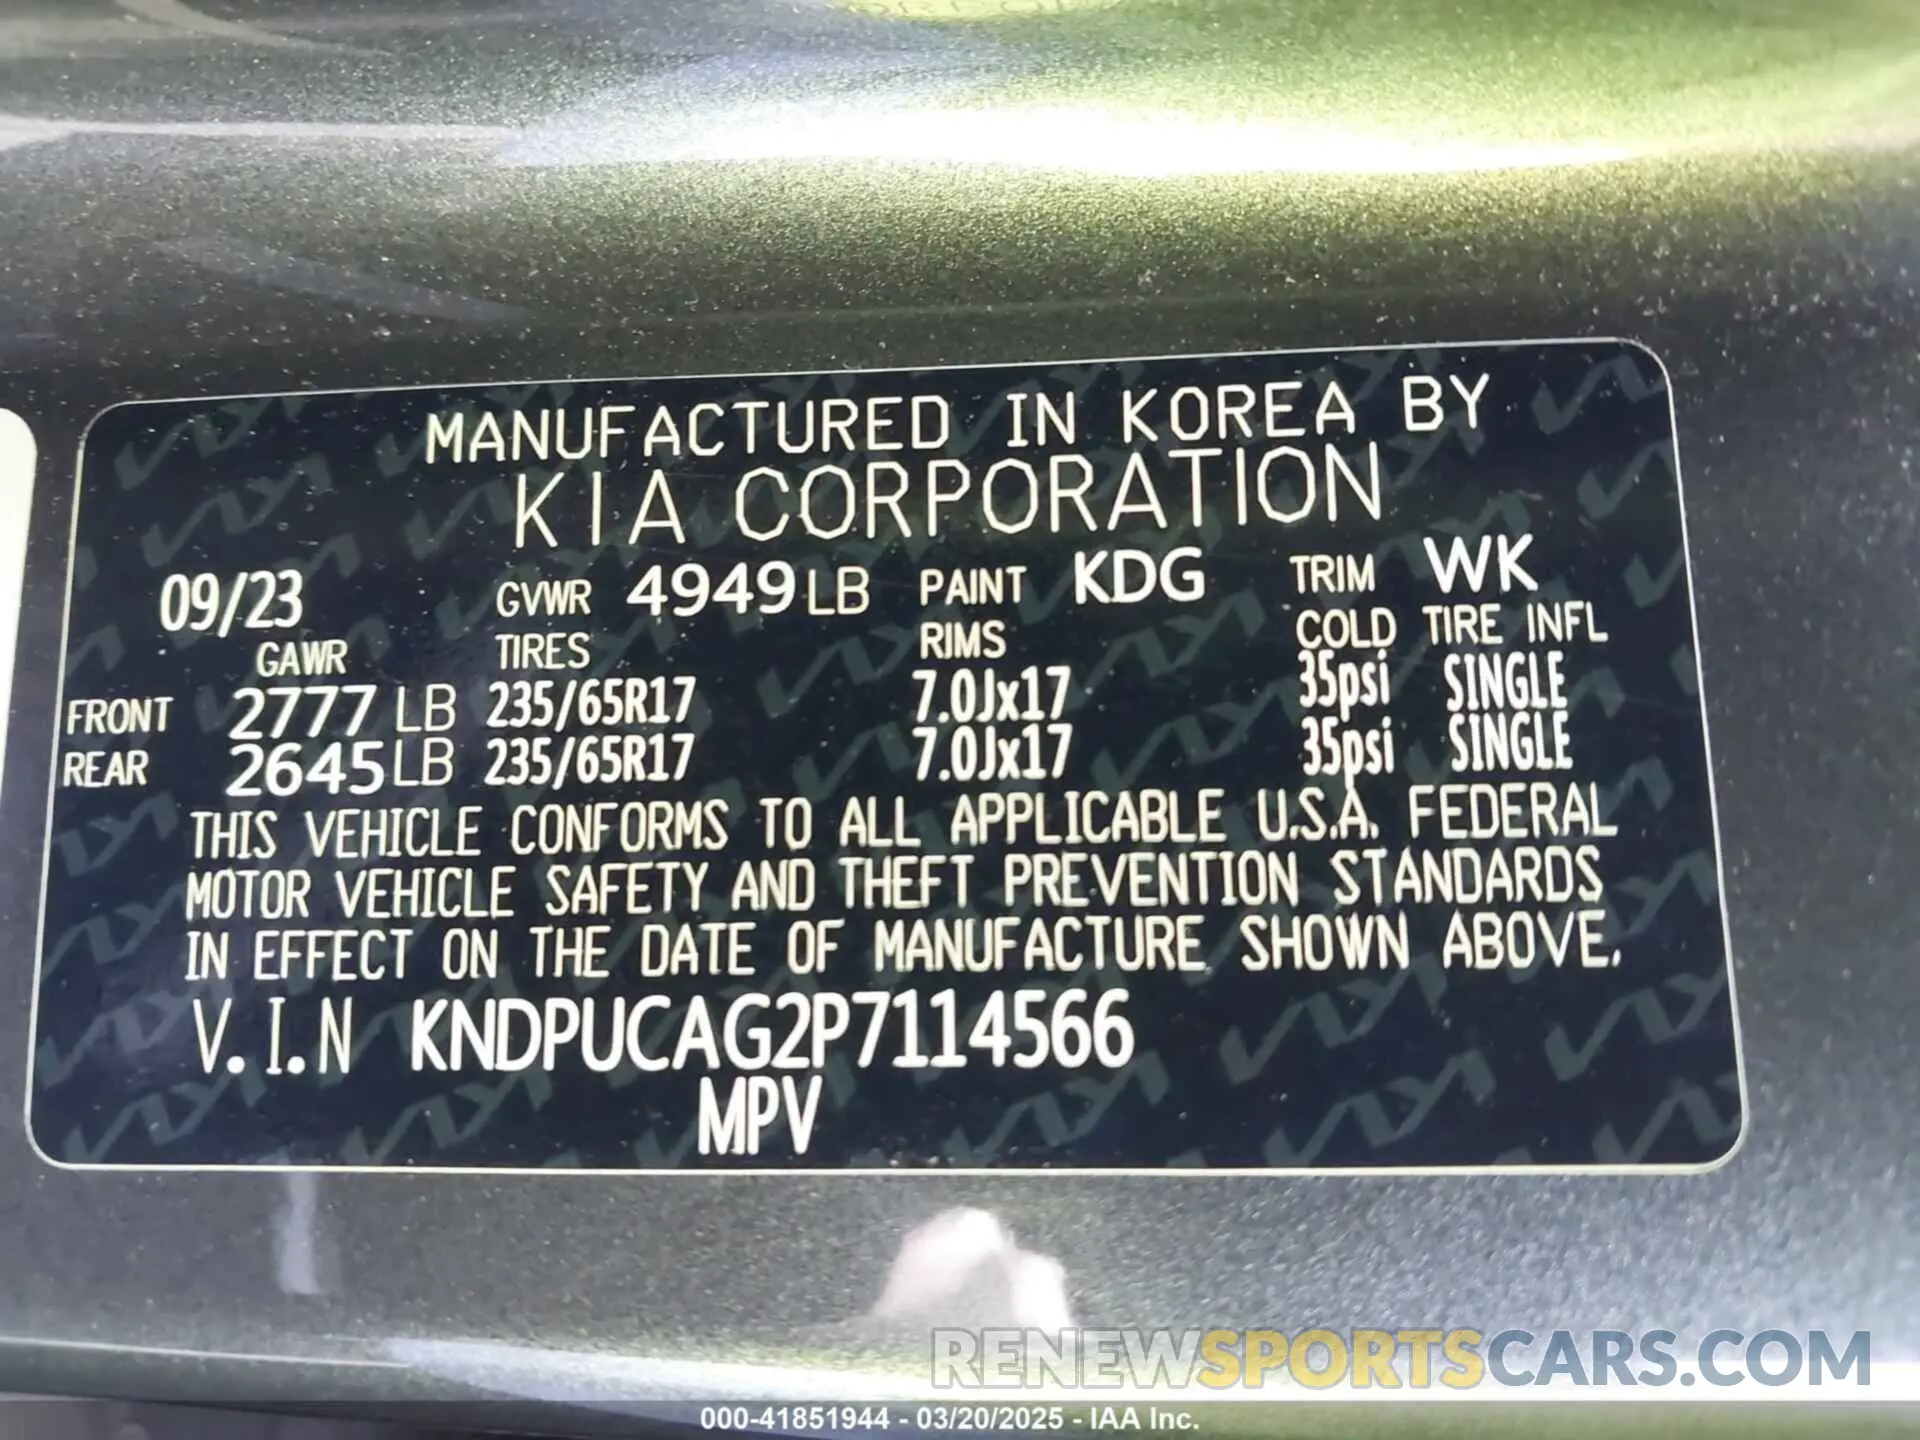 MANUFACTURED IN KOREA BY
KIA CORPORATION
09/23 GVWR 4949LB PAINT KDG TRIM WK
GAWR TIRES RIMS COLD TIRE INFL
FRONT 2777 LB 235/65R17 7.0Jx17 35psi SINGLE
REAR 2645LB 235/65R17 7.0Jx17 35psi SINGLE
THIS VEHICLE CONFORMS TO ALL APPLICABLE U.S.A. FEDERAL
MOTOR VEHICLE SAFETY AND THEFT PREVENTION STANDARDS
IN EFFECT ON THE DATE OF MANUFACTURE SHOWN ABOVE.
V.I.N KNDPUCAG2P7114566
MPV
RENEWSPORTSCARS.COM
000-41851944 - 03/20/2025 - IAA Inc.